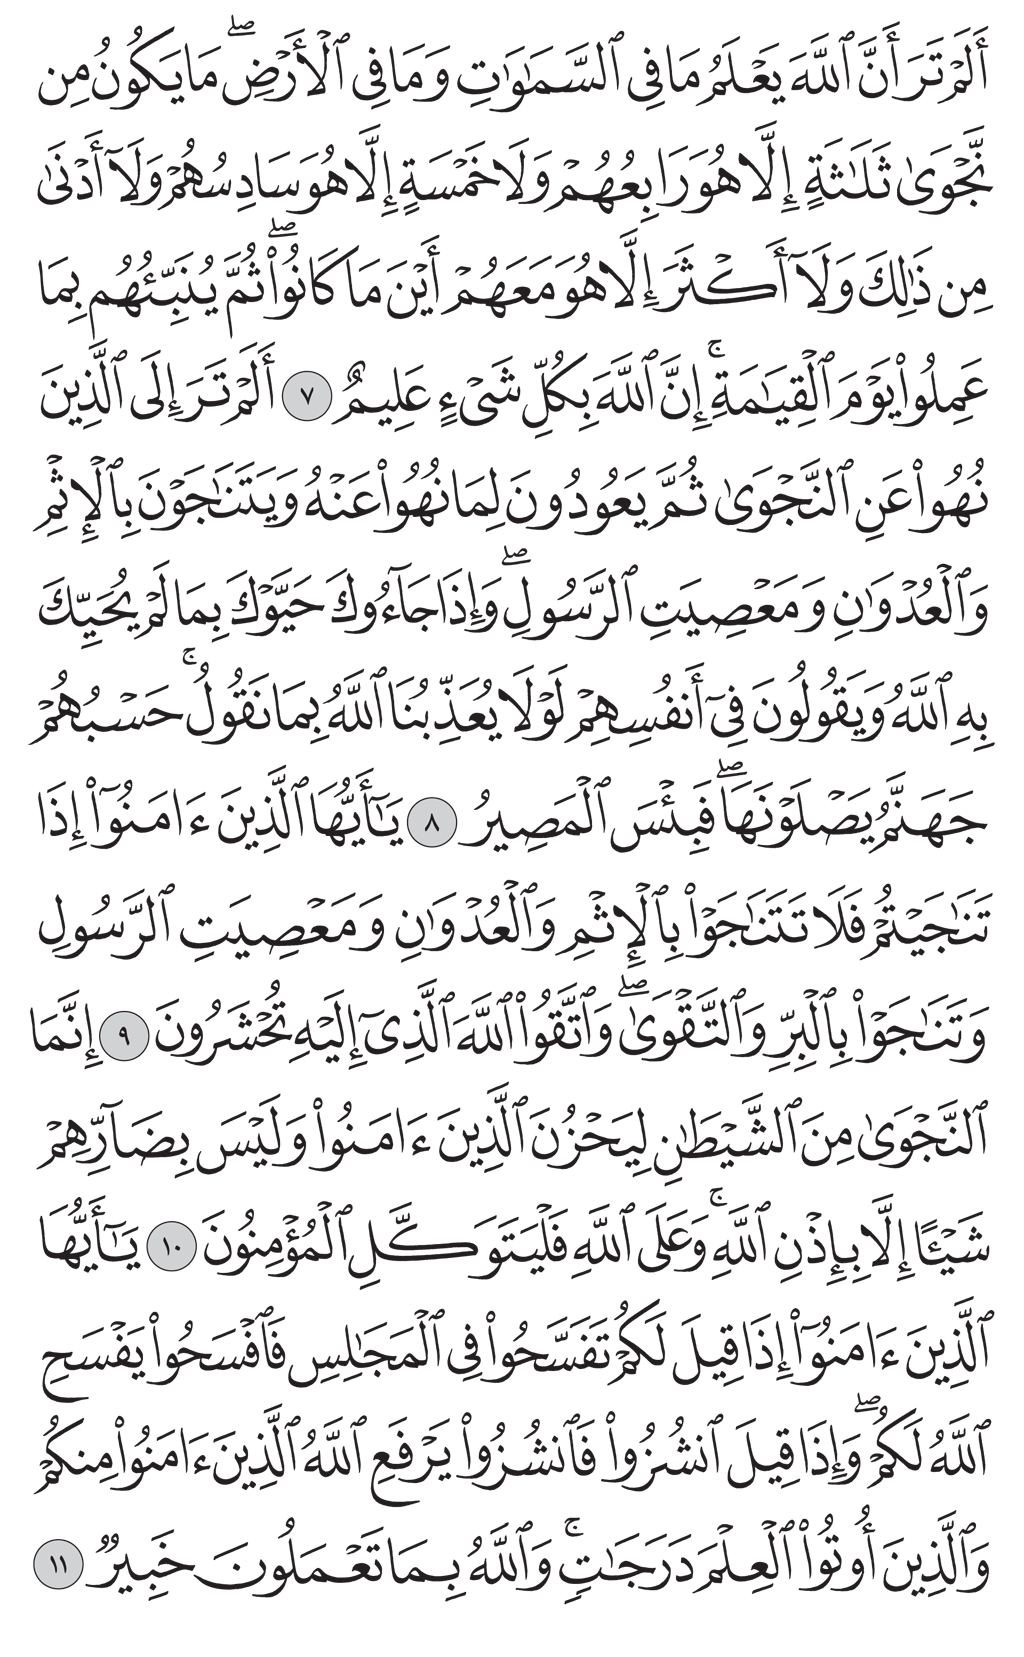 أَلَمْ تَرَ أَنَّ ٱللَّهَ يَعْلَمُ مَا فِى ٱلسَّمَـٰوَٰتِ وَمَا فِى ٱلْأَرْضِ ۖ مَا يَكُونُ مِن
نَّجْوَىٰ ثَلَـٰثَةٍ إِلَّا هُوَ رَابِعُهُمْ وَلَا خَمْسَةٍ إِلَّا هُوَ سَادِسُهُمْ وَلَآ أَدْنَىٰ
مِن ذَٰلِكَ وَلَآ أَكْثَرَ إِلَّا هُوَ مَعَهُمْ أَيْنَ مَا كَانُوا۟ ۖ ثُمَّ يُنَبِّئُهُم بِمَا
عَمِلُوا۟ يَوْمَ ٱلْقِيَـٰمَةِ ۚ إِنَّ ٱللَّهَ بِكُلِّ شَىْءٍ عَلِيمٌ ٧ أَلَمْ تَرَ إِلَى ٱلَّذِينَ
نُهُوا۟ عَنِ ٱلنَّجْوَىٰ ثُمَّ يَعُودُونَ لِمَا نُهُوا۟ عَنْهُ وَيَتَنَـٰجَوْنَ بِٱلْإِثْمِ
وَٱلْعُدْوَٰنِ وَمَعْصِيَتِ ٱلرَّسُولِ ۖ وَإِذَا جَآءُوكَ حَيَّوْكَ بِمَا لَمْ يُحَيِّكَ
بِهِ ٱللَّهُ وَيَقُولُونَ فِىٓ أَنفُسِهِمْ لَوْلَا يُعَذِّبُنَا ٱللَّهُ بِمَا نَقُولُ ۚ حَسْبُهُمْ
جَهَنَّمُ يَصْلَوْنَهَا ۖ فَبِئْسَ ٱلْمَصِيرُ ٨ يَـٰٓأَيُّهَا ٱلَّذِينَ ءَامَنُوٓا۟ إِذَا
تَنَـٰجَيْتُمْ فَلَا تَتَنَـٰجَوْا۟ بِٱلْإِثْمِ وَٱلْعُدْوَٰنِ وَمَعْصِيَتِ ٱلرَّسُولِ
وَتَنَـٰجَوْا۟ بِٱلْبِرِّ وَٱلتَّقْوَىٰ ۖ وَٱتَّقُوا۟ ٱللَّهَ ٱلَّذِىٓ إِلَيْهِ تُحْشَرُونَ ٩ إِنَّمَا
ٱلنَّجْوَىٰ مِنَ ٱلشَّيْطَـٰنِ لِيَحْزُنَ ٱلَّذِينَ ءَامَنُوا۟ وَلَيْسَ بِضَآرِّهِمْ
شَيْـًٔا إِلَّا بِإِذْنِ ٱللَّهِ ۚ وَعَلَى ٱللَّهِ فَلْيَتَوَكَّلِ ٱلْمُؤْمِنُونَ ١٠ يَـٰٓأَيُّهَا
ٱلَّذِينَ ءَامَنُوٓا۟ إِذَا قِيلَ لَكُمْ تَفَسَّحُوا۟ فِى ٱلْمَجَـٰلِسِ فَٱفْسَحُوا۟ يَفْسَحِ
ٱللَّهُ لَكُمْ ۖ وَإِذَا قِيلَ ٱنشُزُوا۟ فَٱنشُزُوا۟ يَرْفَعِ ٱللَّهُ ٱلَّذِينَ ءَامَنُوا۟ مِنكُمْ
وَٱلَّذِينَ أُوتُوا۟ ٱلْعِلْمَ دَرَجَـٰتٍ ۚ وَٱللَّهُ بِمَا تَعْمَلُونَ خَبِيرٌ ١١